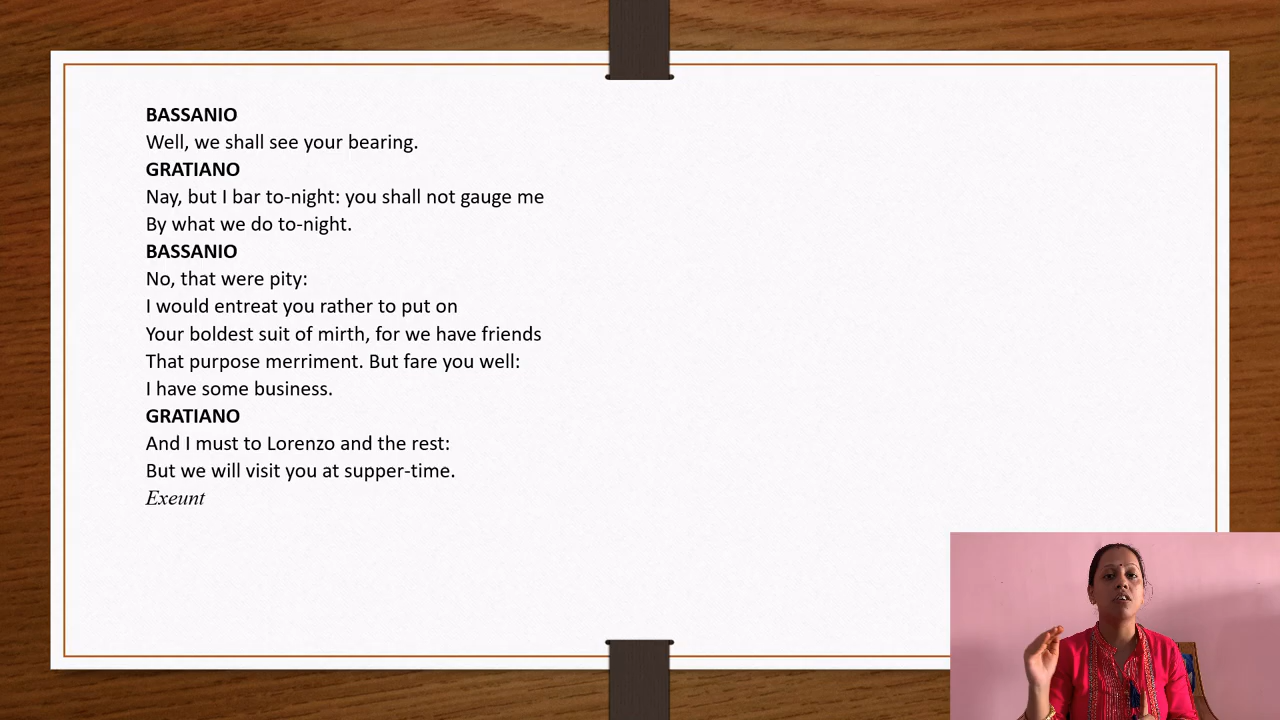 BASSANIO
Well, we shall see your bearing.
GRATIANO
Nay, but I bar to-night: you shall not gauge me
By what we do to-night.
BASSANIO
No, that were pity:
I would entreat you rather to put on
Your boldest suit of mirth, for we have friends
That purpose merriment. But fare you well:
I have some business.
GRATIANO
And I must to Lorenzo and the rest:
But we will visit you at supper-time.
Exeunt